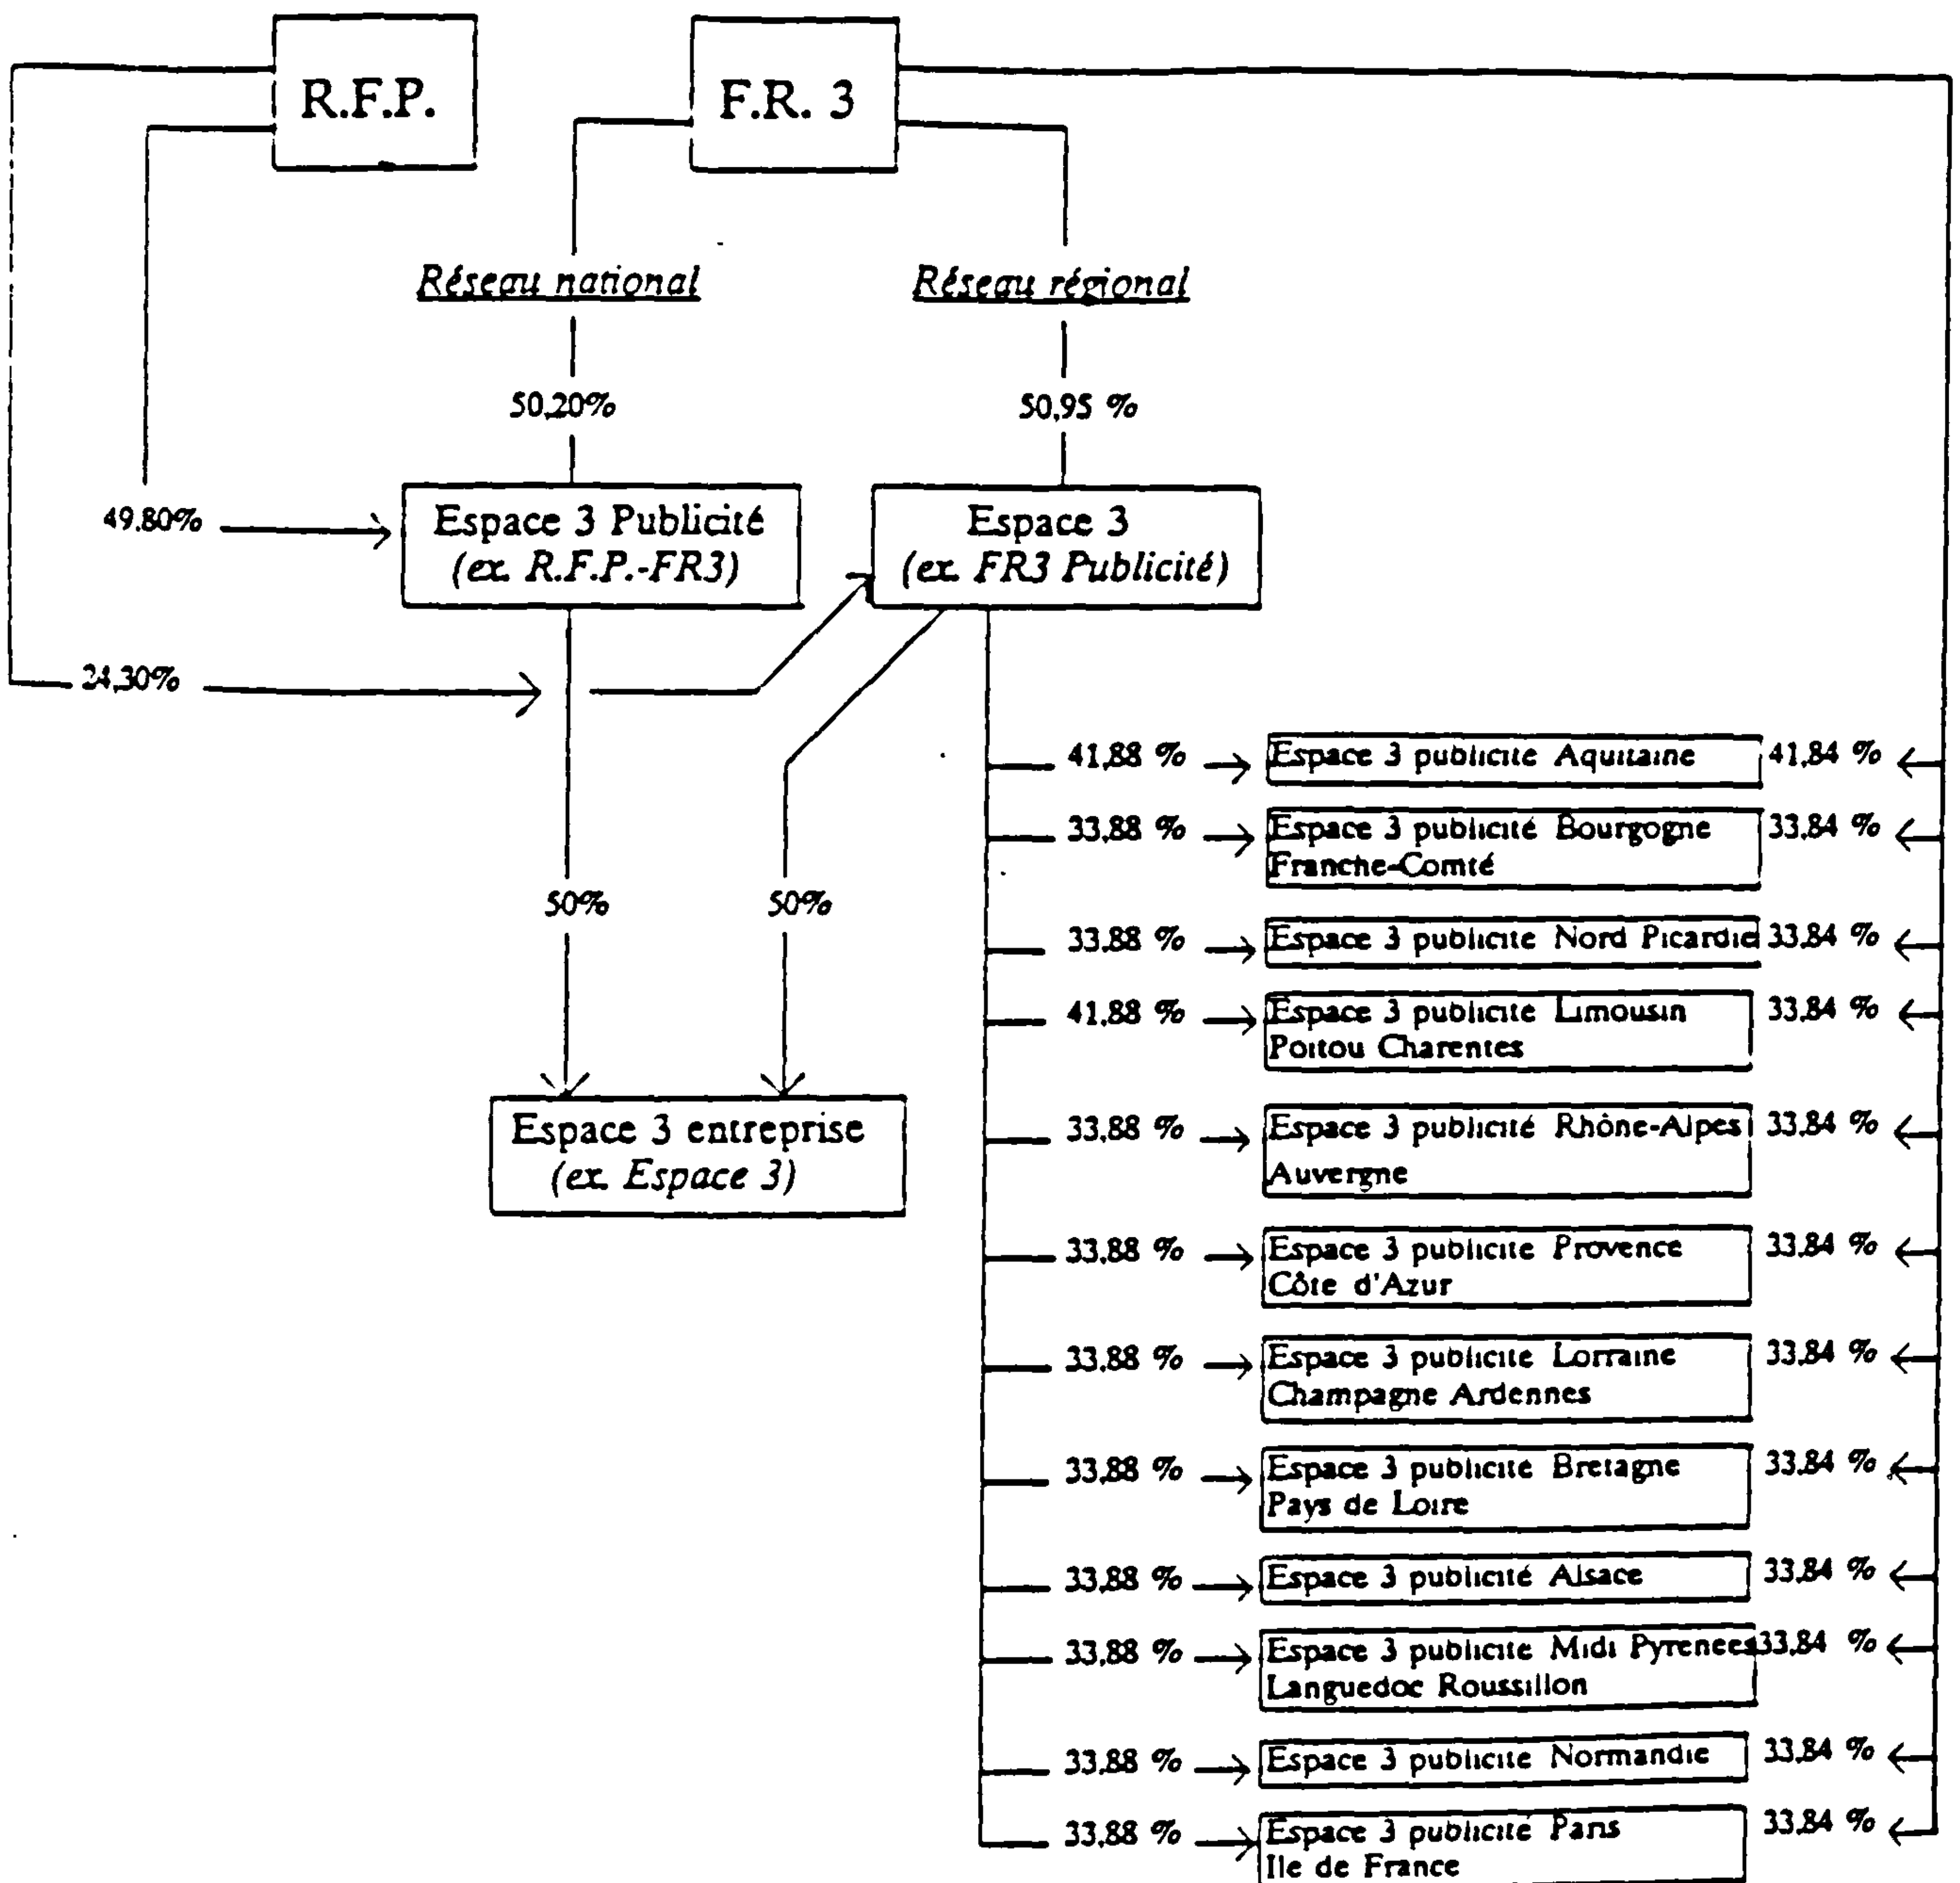 R.F.P.
F.R. 3
Réseau national
Réseau régional
50,20%
50,95 %
49.80%
Espace 3 Publicité
(ex. R.F.P.-FR3)
Espace 3
(ex. FR3 Publicité)
24,30%
41,88 % Espace 3 publicité Aquitaine 41,84 %
33,88 % Espace 3 publicité Bourgogne 33,84 %
Franche-Comté
50%
50%
33,88 % Espace 3 publicité Nord Picardie 33,84 %
41,88 % Espace 3 publicité Limousin 33,84 %
Poitou Charentes
Espace 3 entreprise
(ex. Espace 3)
33,88 % Espace 3 publicité Rhône-Alpes 33,84 %
Auvergne
33,88 % Espace 3 publicité Provence 33,84 %
Côte d'Azur
33,88 % Espace 3 publicité Lorraine 33,84 %
Champagne Ardennes
33,88 % Espace 3 publicité Bretagne 33,84 %
Pays de Loire
33,88 % Espace 3 publicité Alsace 33,84 %
33,88 % Espace 3 publicité Midi Pyrenees 33,84 %
Languedoc Roussillon
33,88 % Espace 3 publicité Normandie 33,84 %
33,88 % Espace 3 publicité Paris 33,84 %
Ile de France